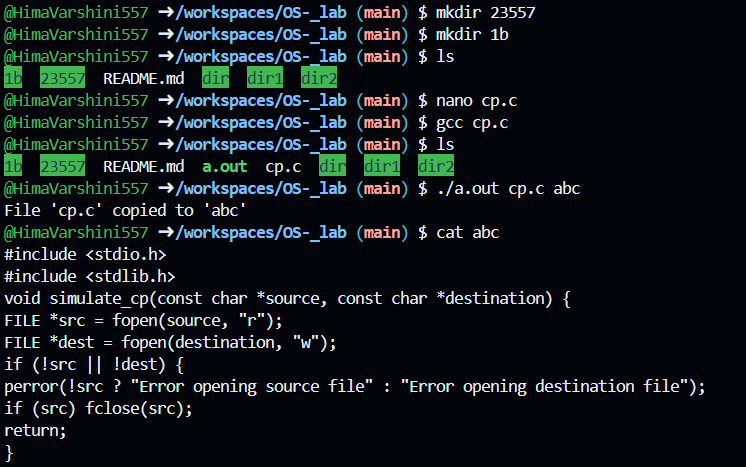 @HimaVarshini557 ➜/workspaces/OS-_lab (main) $ mkdir 23557
@HimaVarshini557 ➜/workspaces/OS-_lab (main) $ mkdir 1b
@HimaVarshini557 ➜/workspaces/OS-_lab (main) $ ls
1b  23557  README.md  dir  dir1  dir2
@HimaVarshini557 ➜/workspaces/OS-_lab (main) $ nano cp.c
@HimaVarshini557 ➜/workspaces/OS-_lab (main) $ gcc cp.c
@HimaVarshini557 ➜/workspaces/OS-_lab (main) $ ls
1b  23557  README.md  a.out  cp.c  dir  dir1  dir2
@HimaVarshini557 ➜/workspaces/OS-_lab (main) $ ./a.out cp.c abc
File 'cp.c' copied to 'abc'
@HimaVarshini557 ➜/workspaces/OS-_lab (main) $ cat abc
#include <stdio.h>
#include <stdlib.h>
void simulate_cp(const char *source, const char *destination) {
FILE *src = fopen(source, "r");
FILE *dest = fopen(destination, "w");
if (!src || !dest) {
perror(!src ? "Error opening source file" : "Error opening destination file");
if (src) fclose(src);
return;
}